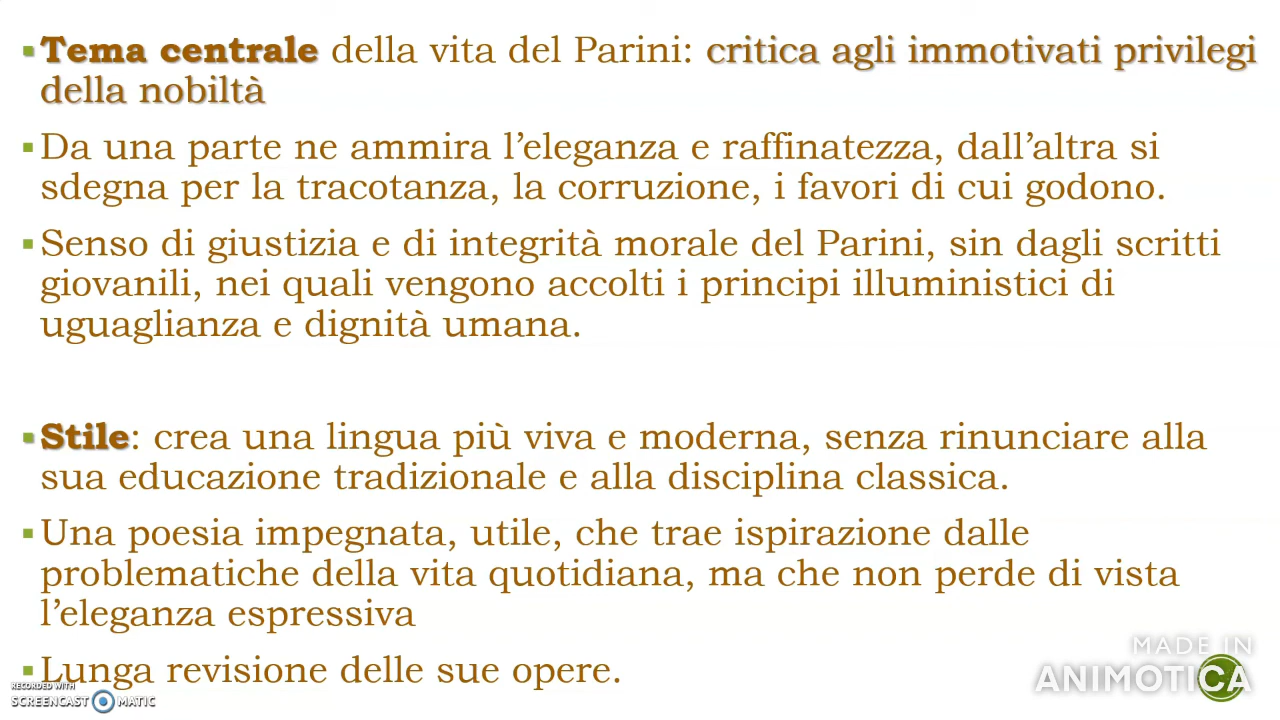 ▪Tema centrale della vita del Parini: critica agli immotivati privilegi
della nobiltà
▪Da una parte ne ammira l’eleganza e raffinatezza, dall’altra si
sdegna per la tracotanza, la corruzione, i favori di cui godono.
▪Senso di giustizia e di integrità morale del Parini, sin dagli scritti
giovanili, nei quali vengono accolti i principi illuministici di
uguaglianza e dignità umana.
▪Stile: crea una lingua più viva e moderna, senza rinunciare alla
sua educazione tradizionale e alla disciplina classica.
▪Una poesia impegnata, utile, che trae ispirazione dalle
problematiche della vita quotidiana, ma che non perde di vista
l’eleganza espressiva
▪Lunga revisione delle sue opere.
RECORDED WITH
SCREENCAST MATIC
MADE IN
ANIMOTICA